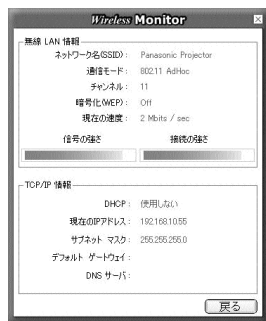 Wireless Monitor
無線 LAN 情報
ネットワーク名(SSID): Panasonic Projector
通信モード: 802.11 AdHoc
チャンネル: 11
暗号化(WEP): Off
現在の速度: 2 Mbits / sec
信号の強さ 接続の強さ
TCP/IP 情報
DHCP: 使用しない
現在のIPアドレス: 192.168.10.55
サブネット マスク: 255.255.255.0
デフォルト ゲートウェイ:
DNS サーバ:
戻る